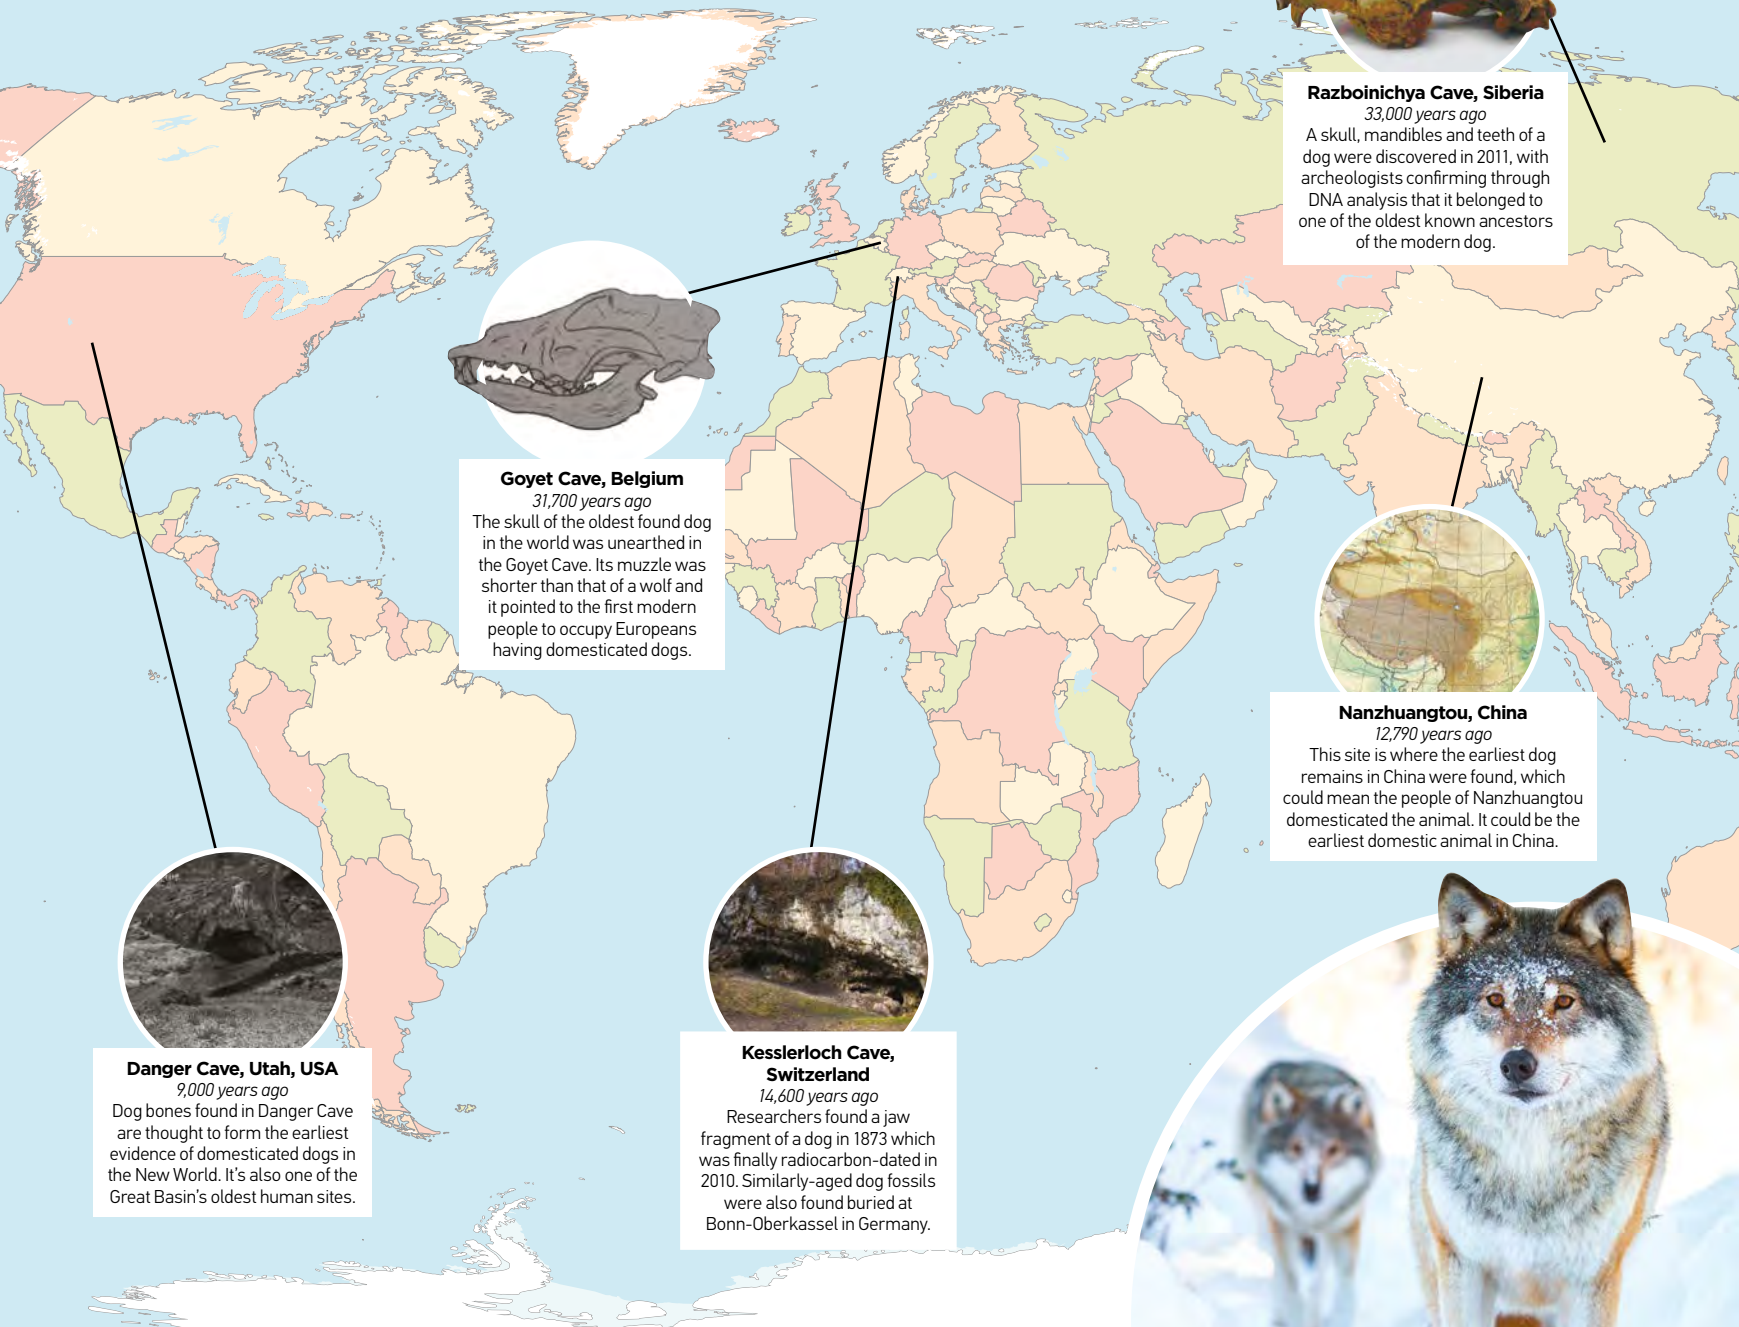 Razboinichya Cave, Siberia
33,000 years ago
A skull, mandibles and teeth of a
dog were discovered in 2011, with
archeologists confirming through
DNA analysis that it belonged to
one of the oldest known ancestors
of the modern dog.
Goyet Cave, Belgium
31,700 years ago
The skull of the oldest found dog
in the world was unearthed in
the Goyet Cave. Its muzzle was
shorter than that of a wolf and
it pointed to the first modern
people to occupy Europeans
having domesticated dogs.
Nanzhuangtou, China
12,790 years ago
This site is where the earliest dog
remains in China were found, which
could mean the people of Nanzhuangtou
domesticated the animal. It could be the
earliest domestic animal in China.
Danger Cave, Utah, USA
9,000 years ago
Dog bones found in Danger Cave
are thought to form the earliest
evidence of domesticated dogs in
the New World. It's also one of the
Great Basin's oldest human sites.
Kesslerloch Cave,
Switzerland
14,600 years ago
Researchers found a jaw
fragment of a dog in 1873 which
was finally radiocarbon-dated in
2010. Similarly-aged dog fossils
were also found buried at
Bonn-Oberkassel in Germany.